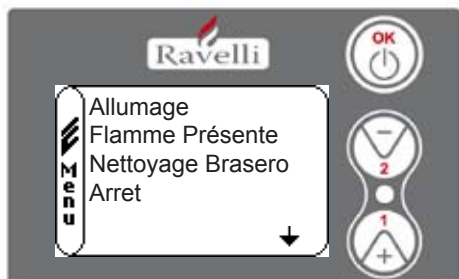 Ravelli
OK
Menu
Allumage
Flamme Présente
Nettoyage Brasero
Arret
2
1